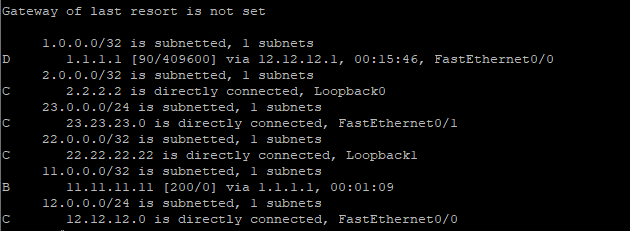 Gateway of last resort is not set
1.0.0.0/32 is subnetted, 1 subnets
D 1.1.1.1 [90/409600] via 12.12.12.1, 00:15:46, FastEthernet0/0
2.0.0.0/32 is subnetted, 1 subnets
C 2.2.2.2 is directly connected, Loopback0
23.0.0.0/24 is subnetted, 1 subnets
C 23.23.23.0 is directly connected, FastEthernet0/1
22.0.0.0/32 is subnetted, 1 subnets
C 22.22.22.22 is directly connected, Loopback1
11.0.0.0/32 is subnetted, 1 subnets
B 11.11.11.11 [200/0] via 1.1.1.1, 00:01:09
12.0.0.0/24 is subnetted, 1 subnets
C 12.12.12.0 is directly connected, FastEthernet0/0